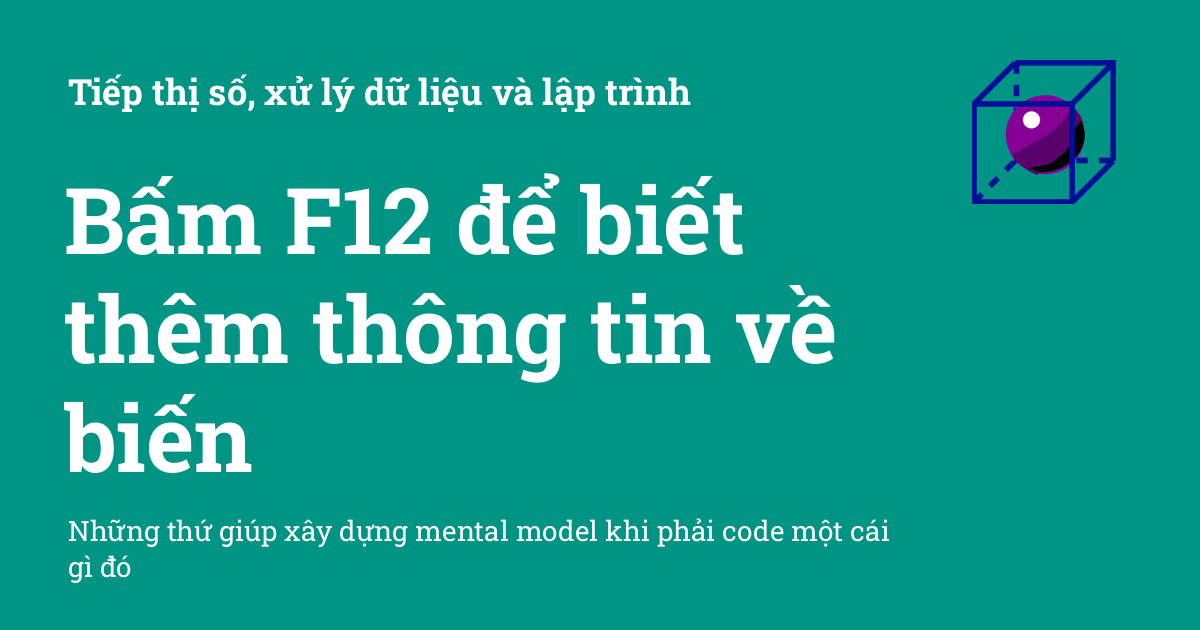 Tiếp thị số, xử lý dữ liệu và lập trình
Bấm F12 để biết
thêm thông tin về
biến
Những thứ giúp xây dựng mental model khi phải code một cái
gì đó